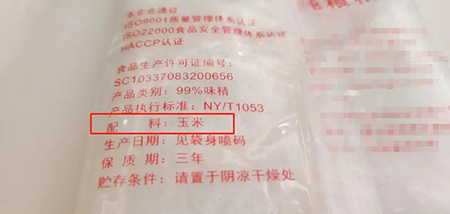 本企业通过
ISO9001质量管理体系认证
ISO22000食品安全管理体系认证
HACCP认证
食品生产许可证编号:
SC10337083200656
产品类别: 99%味精
产品执行标准: NY/T1053
配 料: 玉米
生产日期: 见袋身喷码
保 质 期: 三年
贮存条件: 请置于阴凉干燥处